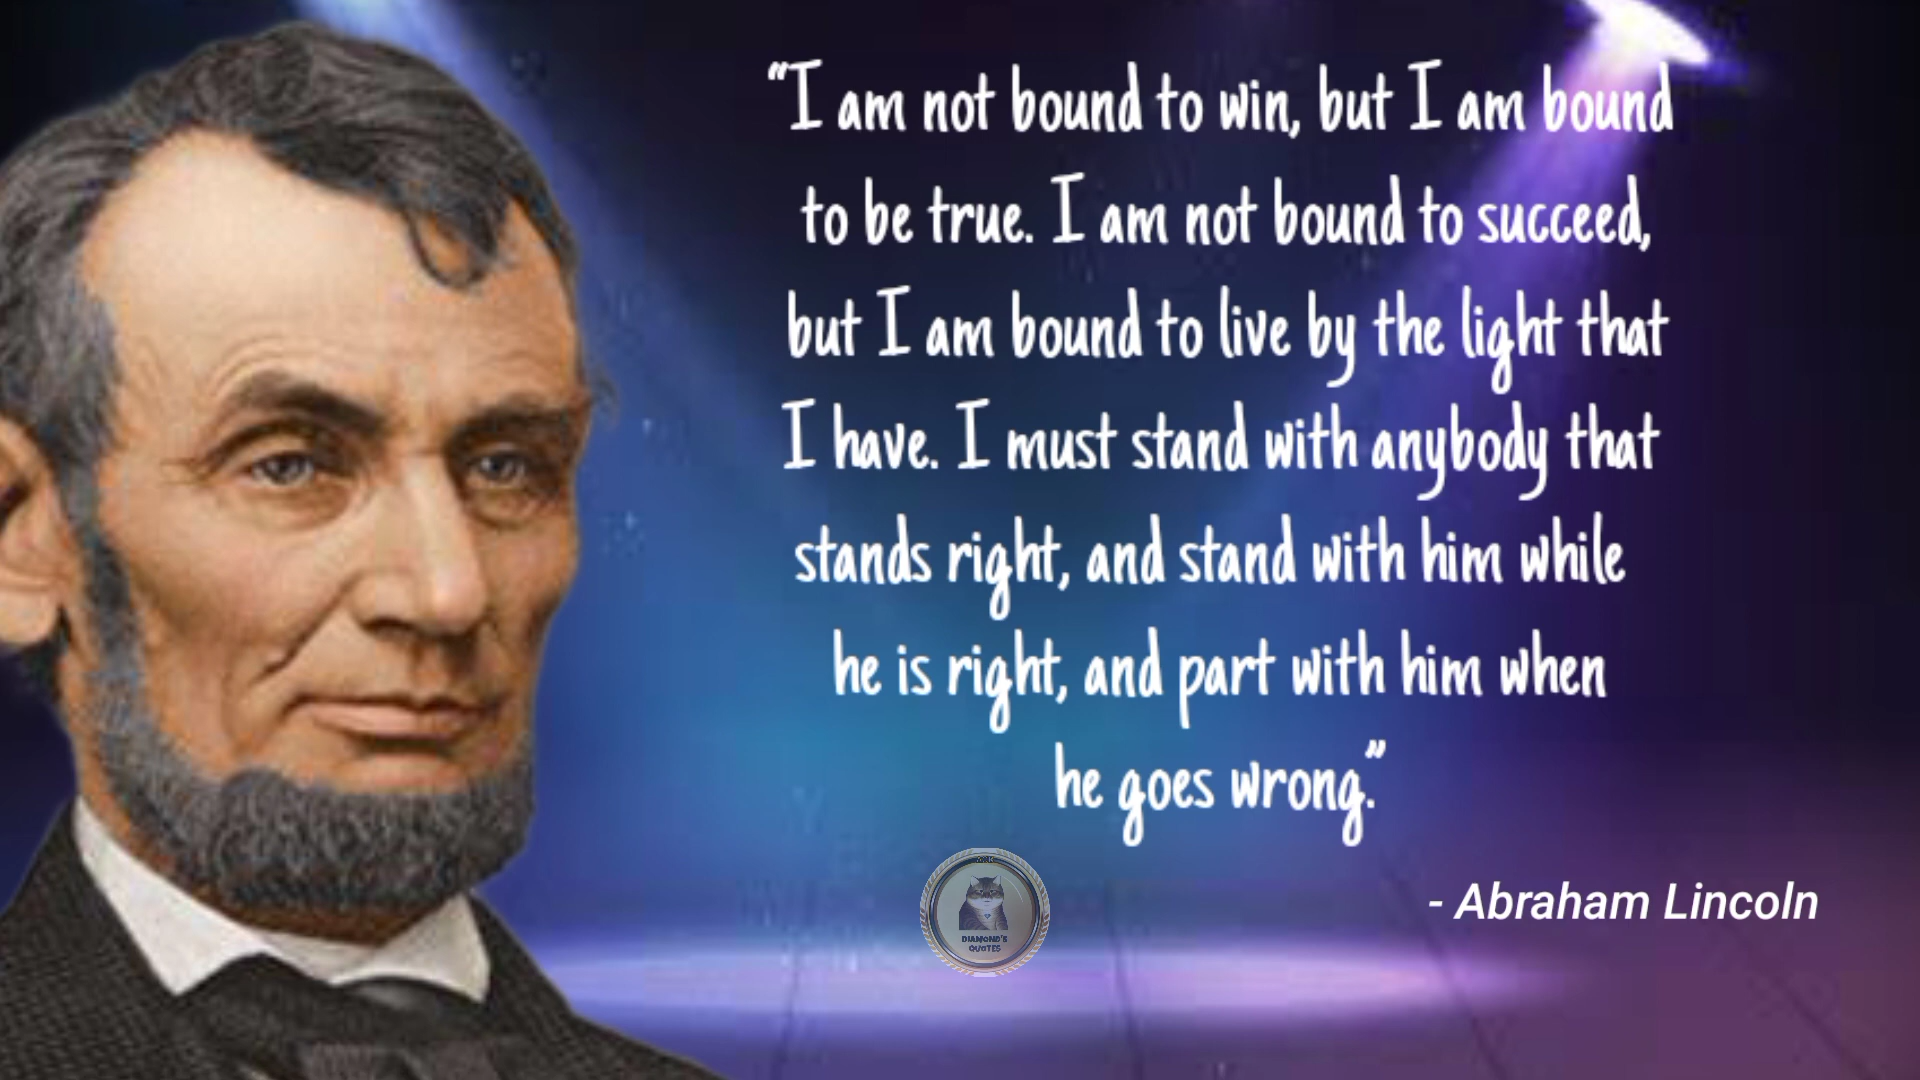 “I am not bound to win, but I am bound
to be true. I am not bound to succeed,
but I am bound to live by the light that
I have. I must stand with anybody that
stands right, and stand with him while
he is right, and part with him when
he goes wrong.”
- Abraham Lincoln
DIAMOND'S
QUOTES